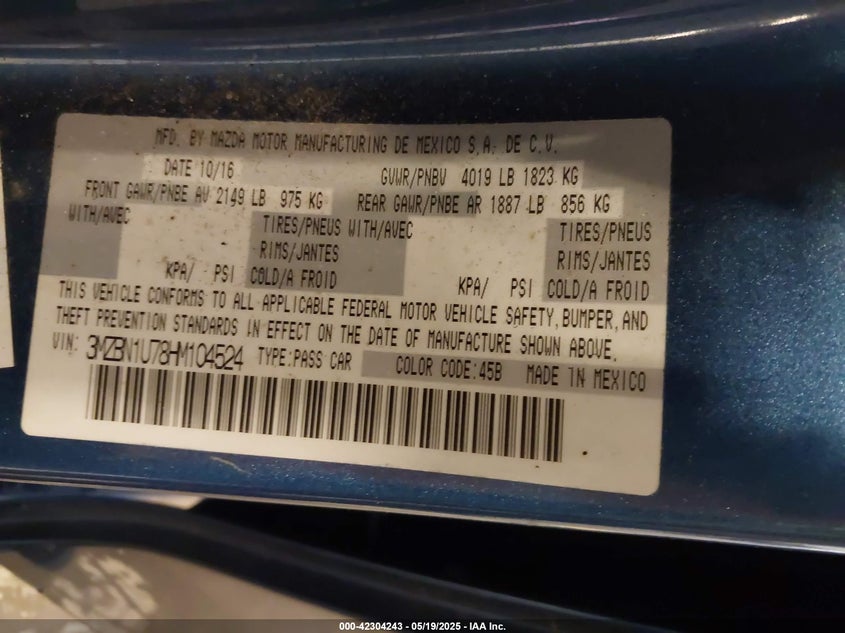 MFD. BY MAZDA MOTOR MANUFACTURING DE MEXICO S.A. DE C.V.
DATE 10/16 GVWR/PNBV 4019 LB 1823 KG
FRONT GAWR/PNBE AV 2149 LB 975 KG REAR GAWR/PNBE AR 1887 LB 856 KG
WITH/AVEC TIRES/PNEUS WITH/AVEC TIRES/PNEUS
RIMS/JANTES RIMS/JANTES
KPA/ PSI COLD/A FROID KPA/ PSI COLD/A FROID
THIS VEHICLE CONFORMS TO ALL APPLICABLE FEDERAL MOTOR VEHICLE SAFETY, BUMPER, AND
THEFT PREVENTION STANDARDS IN EFFECT ON THE DATE OF MANUFACTURE SHOWN ABOVE.
VIN: 3MZBN1U78HM104524 TYPE:PASS CAR COLOR CODE:45B MADE IN MEXICO
000-42304243 - 05/19/2025 - IAA Inc.